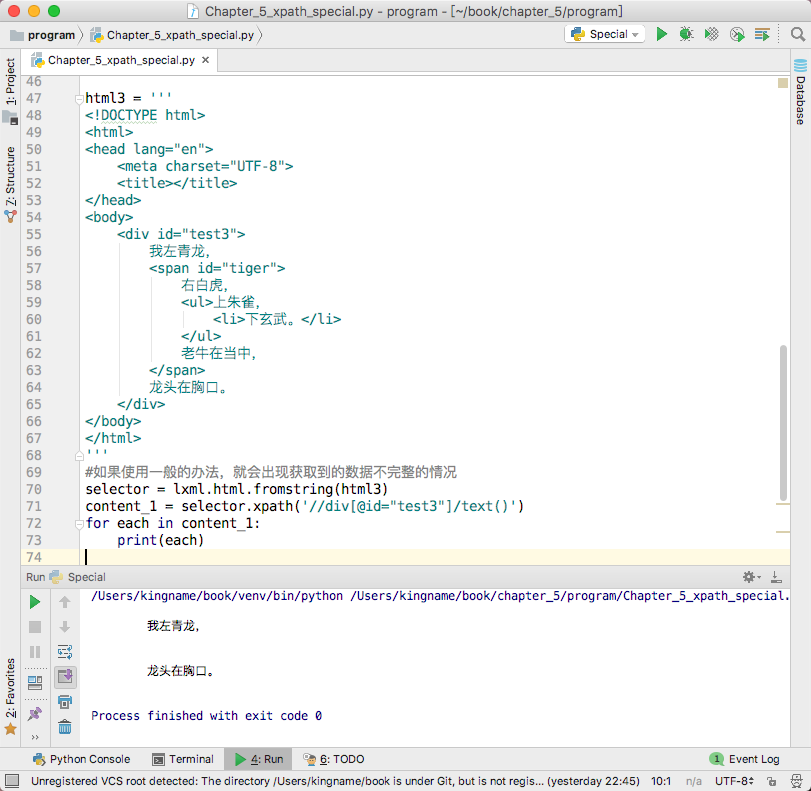 Chapter_5_xpath_special.py - program - [~/book/chapter_5/program]
program Chapter_5_xpath_special.py Special
Chapter_5_xpath_special.py
1: Project
7: Structure
2: Favorites
Database
46
47 html3 = '''
48 <!DOCTYPE html>
49 <html>
50 <head lang="en">
51 <meta charset="UTF-8">
52 <title></title>
53 </head>
54 <body>
55 <div id="test3">
56 我左青龙,
57 <span id="tiger">
58 右白虎,
59 <ul>上朱雀,
60 <li>下玄武。</li>
61 </ul>
62 老牛在当中,
63 </span>
64 龙头在胸口。
65 </div>
66 </body>
67 </html>
68 '''
69 #如果使用一般的办法，就会出现获取到的数据不完整的情况
70 selector = lxml.html.fromstring(html3)
71 content_1 = selector.xpath('//div[@id="test3"]/text()')
72 for each in content_1:
73 print(each)
74
Run Special
/Users/kingname/book/venv/bin/python /Users/kingname/book/chapter_5/program/Chapter_5_xpath_special.
我左青龙,
龙头在胸口。
Process finished with exit code 0
Python Console Terminal 4: Run 6: TODO 1 Event Log
Unregistered VCS root detected: The directory /Users/kingname/book is under Git, but is not regis... (yesterday 22:45) 10:1 n/a UTF-8